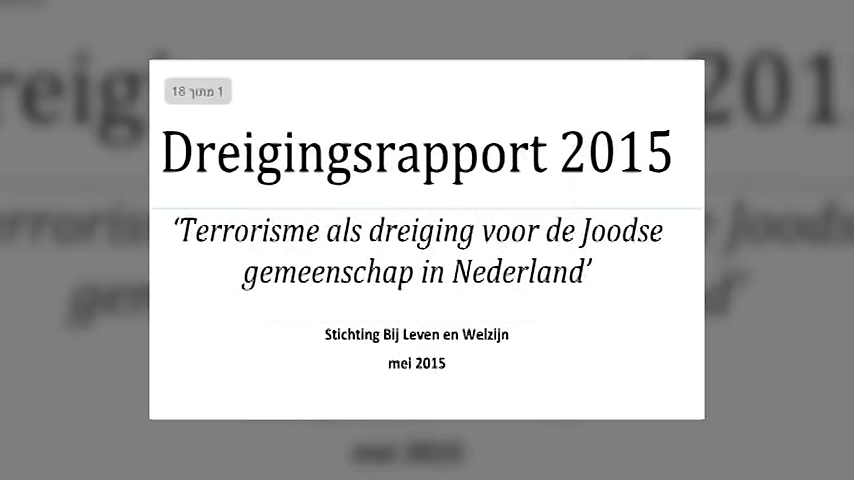 1 מתוך 18
Dreigingsrapport 2015
‘Terrorisme als dreiging voor de Joodse
gemeenschap in Nederland’
Stichting Bij Leven en Welzijn
mei 2015